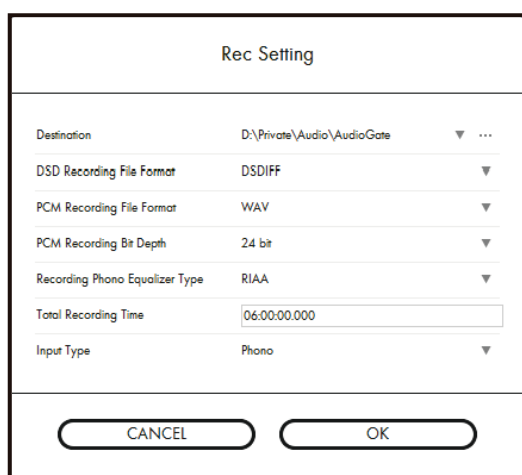 Rec Setting
Destination D:\Private\Audio\AudioGate ...
DSD Recording File Format DSDIFF
PCM Recording File Format WAV
PCM Recording Bit Depth 24 bit
Recording Phono Equalizer Type RIAA
Total Recording Time 06:00:00.000
Input Type Phono
CANCEL OK